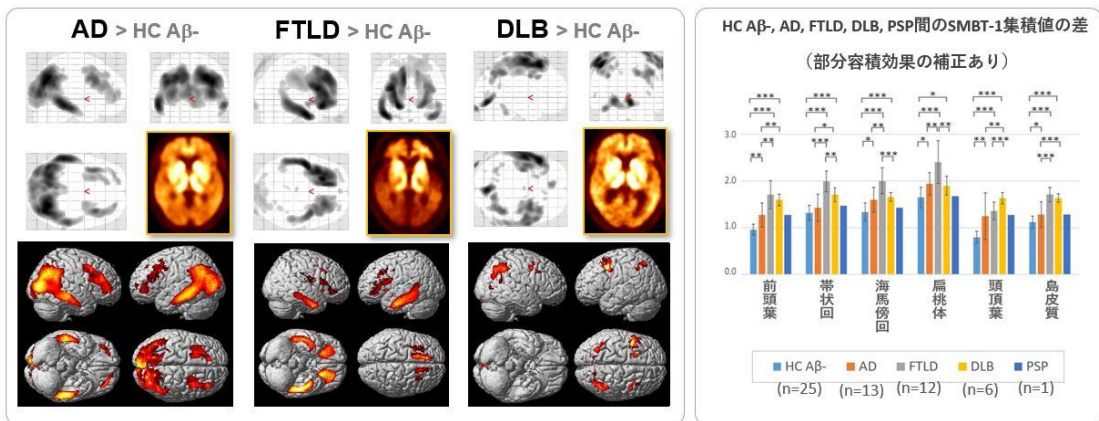 AD > HC Aβ-
FTLD > HC Aβ-
DLB > HC Aβ-
<
<
<
<
<
<
<
<
<
HC Aβ-, AD, FTLD, DLB, PSP間のSMBT-1集積値の差
(部分容積効果の補正あり)
*** *** *** * *** ***
*** *** *** *** *** ***
** * ** ** ** ** * ***
** ** *** ** * *** * ** *** ***
3.0
2.0
1.0
0.0
前頭葉
帯状回
海馬傍回
扁桃体
頭頂葉
島皮質
HC Aβ- AD FTLD DLB PSP
(n=25) (n=13) (n=12) (n=6) (n=1)